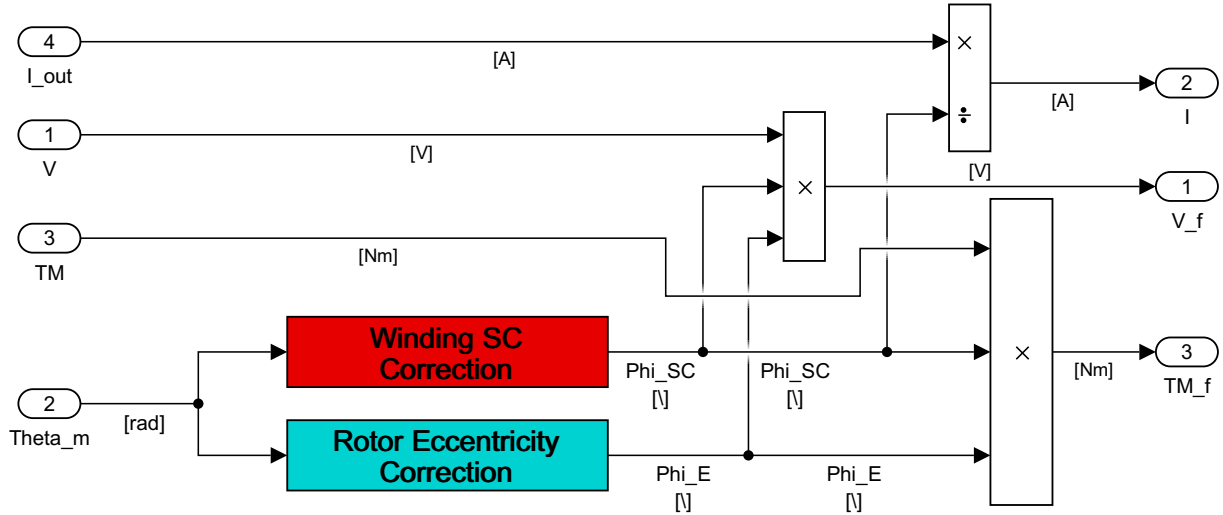 4
I_out
[A]
×
÷
[A]
2
I
1
V
[V]
×
[V]
1
V_f
3
TM
[Nm]
Winding SC
Correction
Phi_SC
[\]
Phi_SC
[\]
×
[Nm]
3
TM_f
2
Theta_m
[rad]
Rotor Eccentricity
Correction
Phi_E
[\]
Phi_E
[\]